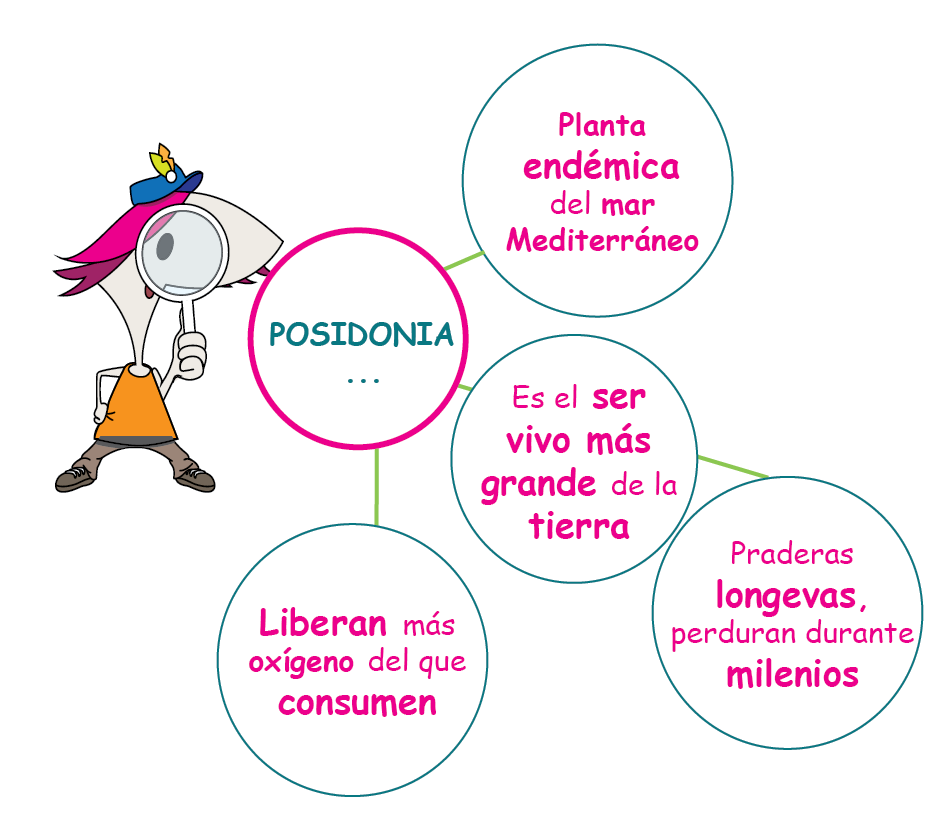 POSIDONIA
...
Planta
endémica
del mar
Mediterráneo
Es el ser
vivo más
grande de la
tierra
Praderas
longevas,
perduran durante
milenios
Liberan más
oxígeno del que
consumen